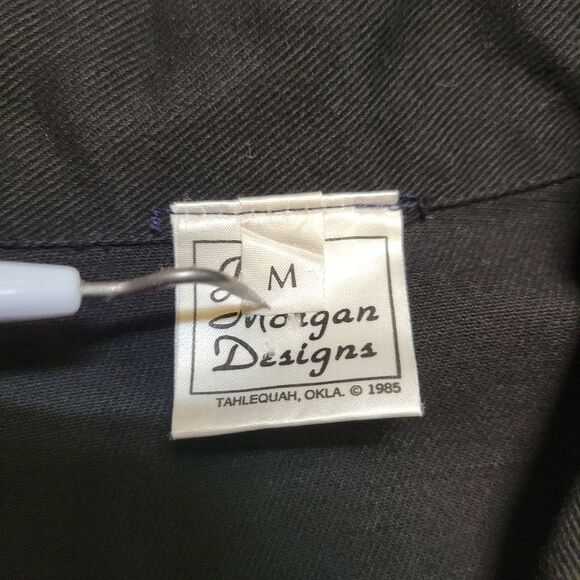 M
Morgan
Designs
TAHLEQUAH, OKLA. © 1985